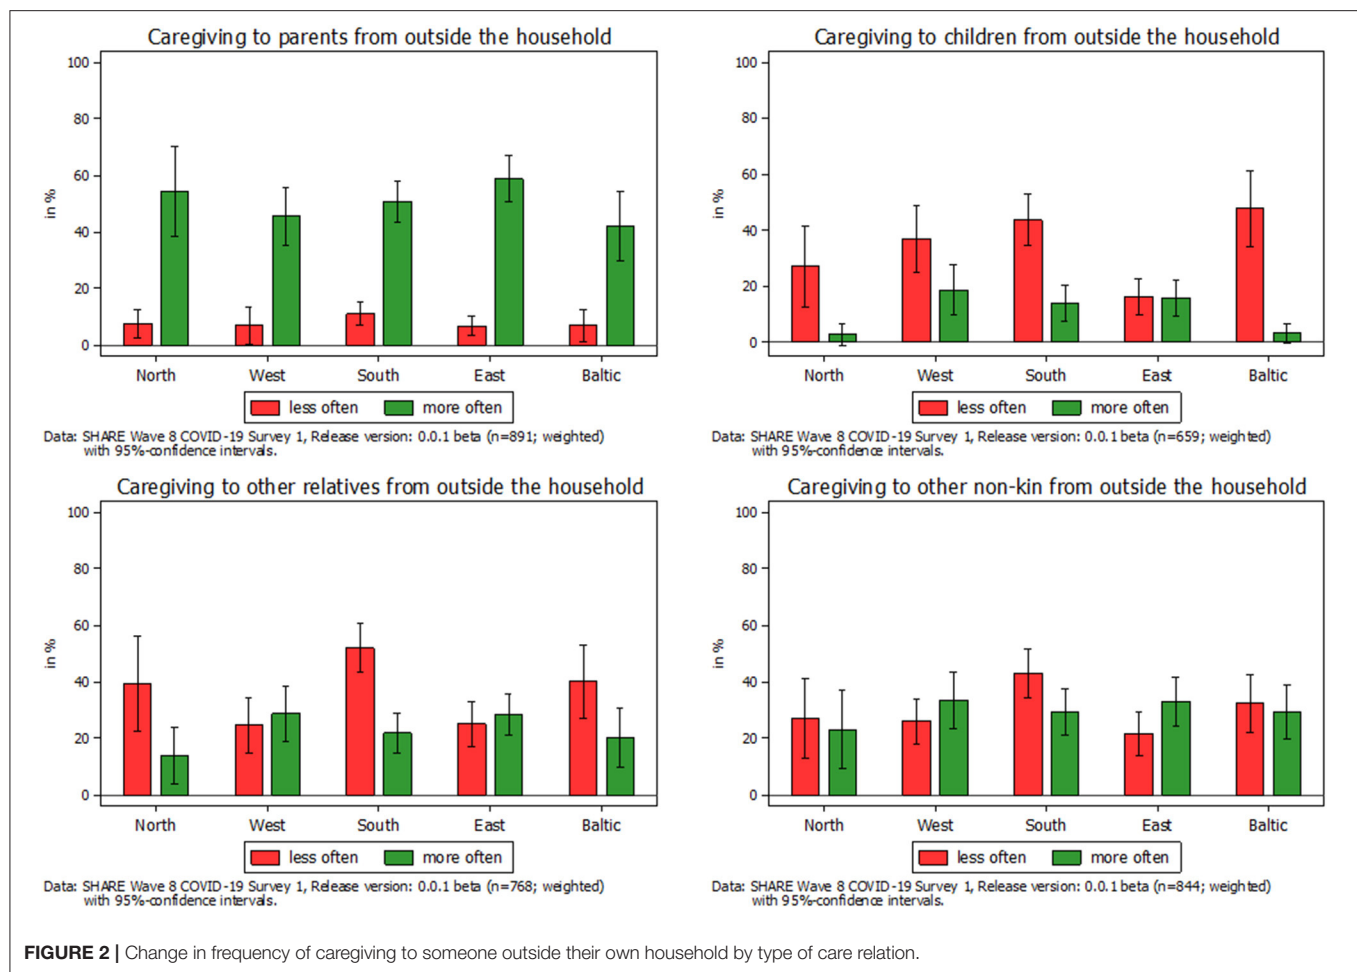 Caregiving to parents from outside the household
100
80
60
40
20
0
in %
North West South East Baltic
less often more often
Data: SHARE Wave 8 COVID-19 Survey 1, Release version: 0.0.1 beta (n=891; weighted)
with 95%-confidence intervals.
Caregiving to children from outside the household
100
80
60
40
20
0
in %
North West South East Baltic
less often more often
Data: SHARE Wave 8 COVID-19 Survey 1, Release version: 0.0.1 beta (n=659; weighted)
with 95%-confidence intervals.
Caregiving to other relatives from outside the household
100
80
60
40
20
0
in %
North West South East Baltic
less often more often
Data: SHARE Wave 8 COVID-19 Survey 1, Release version: 0.0.1 beta (n=768; weighted)
with 95%-confidence intervals.
Caregiving to other non-kin from outside the household
100
80
60
40
20
0
in %
North West South East Baltic
less often more often
Data: SHARE Wave 8 COVID-19 Survey 1, Release version: 0.0.1 beta (n=844; weighted)
with 95%-confidence intervals.
FIGURE 2 | Change in frequency of caregiving to someone outside their own household by type of care relation.